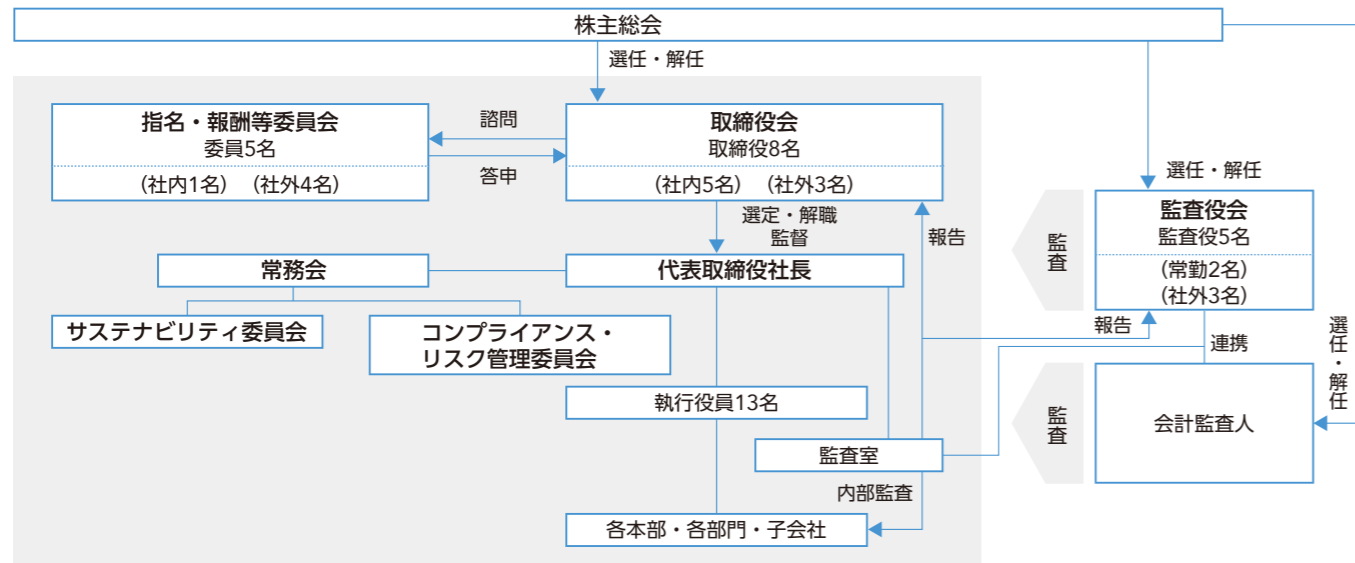 株主総会
選任・解任
指名・報酬等委員会
委員5名
(社内1名) (社外4名)
諮問
答申
取締役会
取締役8名
(社内5名) (社外3名)
選任・解任
監査役会
監査役5名
(常勤2名)
(社外3名)
監査
選定・解職
監督
報告
常務会
代表取締役社長
サステナビリティ委員会
コンプライアンス・
リスク管理委員会
報告
連携
選任・解任
執行役員13名
監査
会計監査人
監査室
内部監査
各本部・各部門・子会社